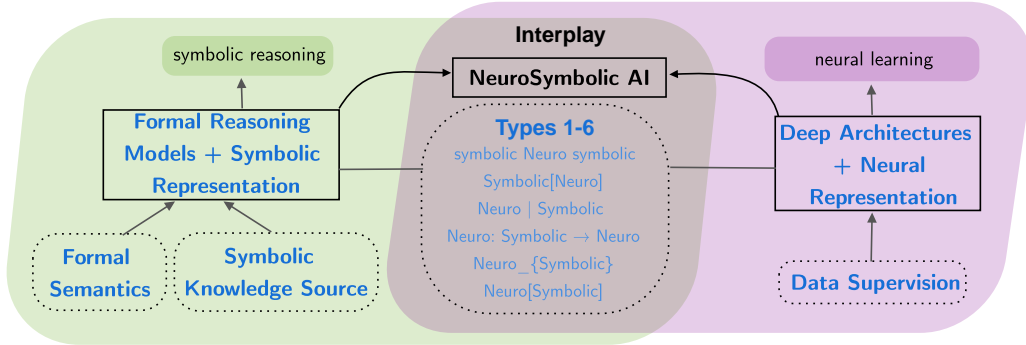 Interplay
symbolic reasoning
NeuroSymbolic AI
neural learning
Formal Reasoning
Models + Symbolic
Representation
Types 1-6
symbolic Neuro symbolic
Symbolic[Neuro]
Neuro | Symbolic
Neuro: Symbolic → Neuro
Neuro_{Symbolic}
Neuro[Symbolic]
Deep Architectures
+ Neural
Representation
Formal
Semantics
Symbolic
Knowledge Source
Data Supervision